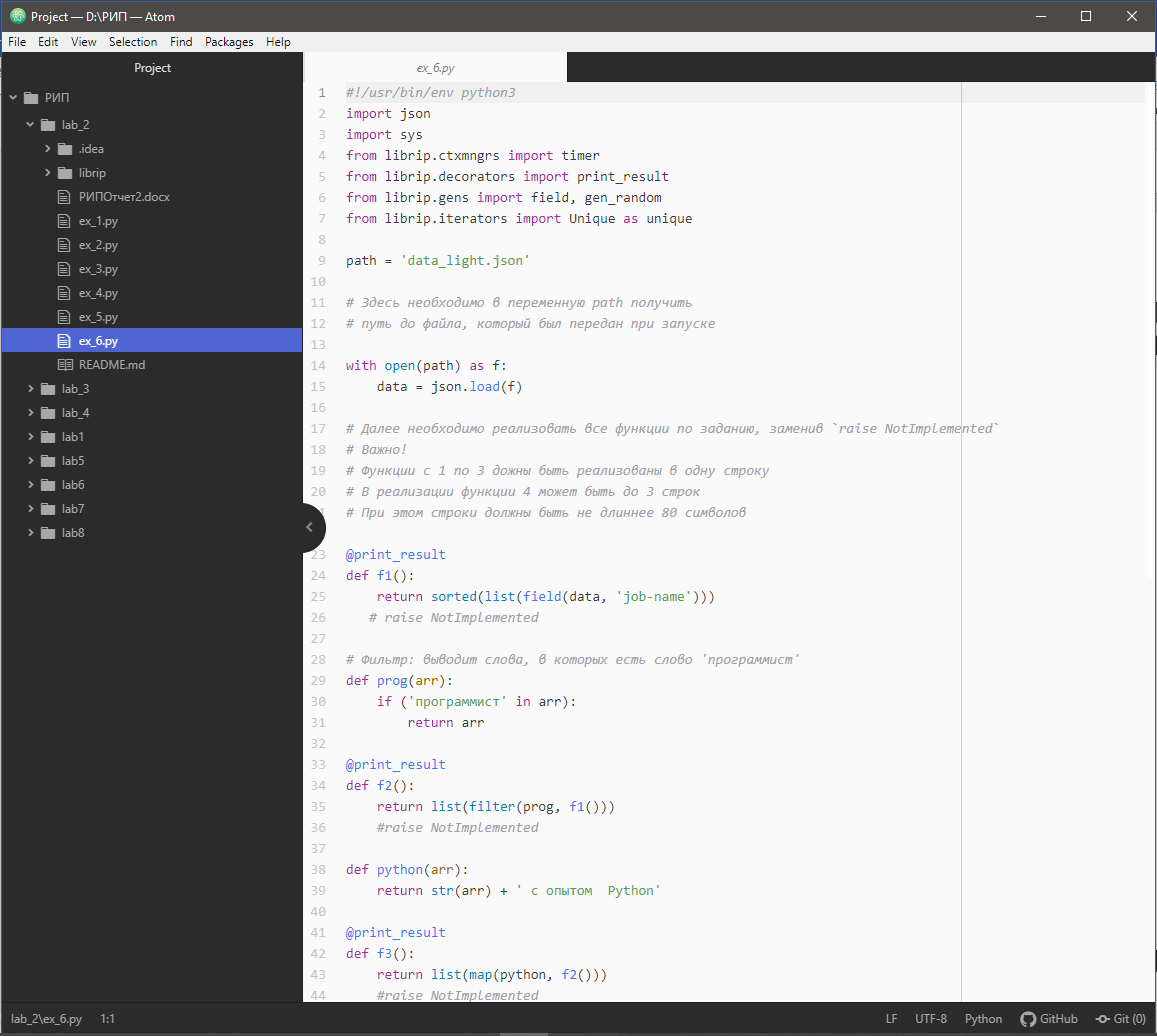 Project — D:\РИП — Atom
File Edit View Selection Find Packages Help
Project
РИП
lab_2
.idea
librip
РИПОтчет2.docx
ex_1.py
ex_2.py
ex_3.py
ex_4.py
ex_5.py
ex_6.py
README.md
lab_3
lab_4
lab1
lab5
lab6
lab7
lab8
ex_6.py
1 #!/usr/bin/env python3
2 import json
3 import sys
4 from librip.ctxmngrs import timer
5 from librip.decorators import print_result
6 from librip.gens import field, gen_random
7 from librip.iterators import Unique as unique
8
9 path = 'data_light.json'
10
11 # Здесь необходимо в переменную path получить
12 # путь до файла, который был передан при запуске
13
14 with open(path) as f:
15     data = json.load(f)
16
17 # Далее необходимо реализовать все функции по заданию, заменив `raise NotImplemented`
18 # Важно!
19 # Функции с 1 по 3 дожны быть реализованы в одну строку
20 # В реализации функции 4 может быть до 3 строк
# При этом строки должны быть не длиннее 80 символов
23 @print_result
24 def f1():
25     return sorted(list(field(data, 'job-name')))
26    # raise NotImplemented
27
28 # Фильтр: выводит слова, в которых есть слово 'программист'
29 def prog(arr):
30     if ('программист' in arr):
31         return arr
32
33 @print_result
34 def f2():
35     return list(filter(prog, f1()))
36     #raise NotImplemented
37
38 def python(arr):
39     return str(arr) + ' с опытом  Python'
40
41 @print_result
42 def f3():
43     return list(map(python, f2()))
44     #raise NotImplemented
lab_2\ex_6.py 1:1 LF UTF-8 Python GitHub Git (0)